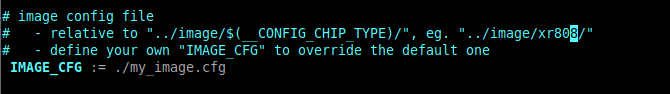 # image config file
#   - relative to "../image/$(__CONFIG_CHIP_TYPE)/", eg. "../image/xr808/"
#   - define your own "IMAGE_CFG" to override the default one
IMAGE_CFG := ./my_image.cfg